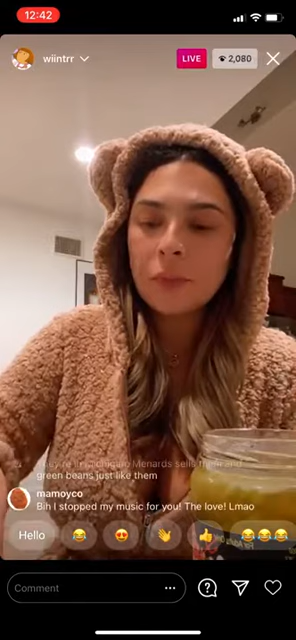 12:42
wiintrr
LIVE
2,080
green beans just like them
mamoyco
Bih I stopped my music for you! The love! Lmao
Hello
Comment